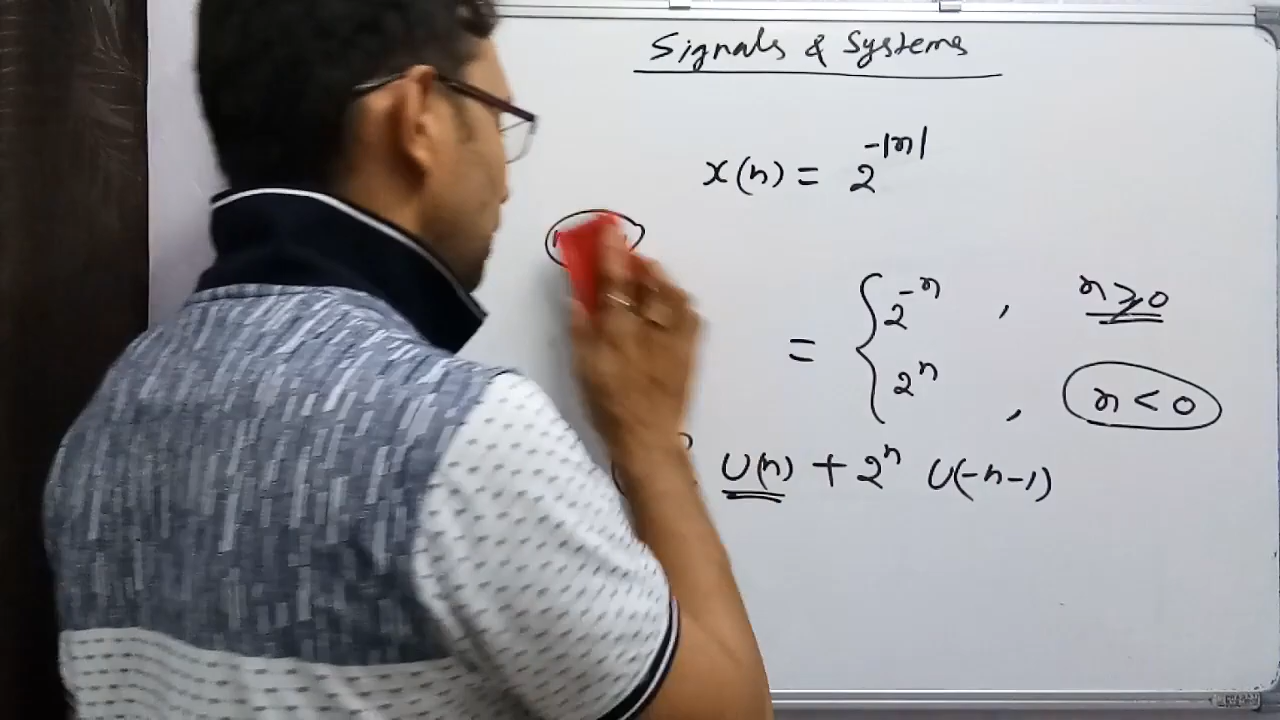 Signals & Systems
x(n) = 2^{-|n|}
= { 2^{-n} , n ≥ 0
2^{n} , n < 0
U(n) + 2^{n} U(-n-1)